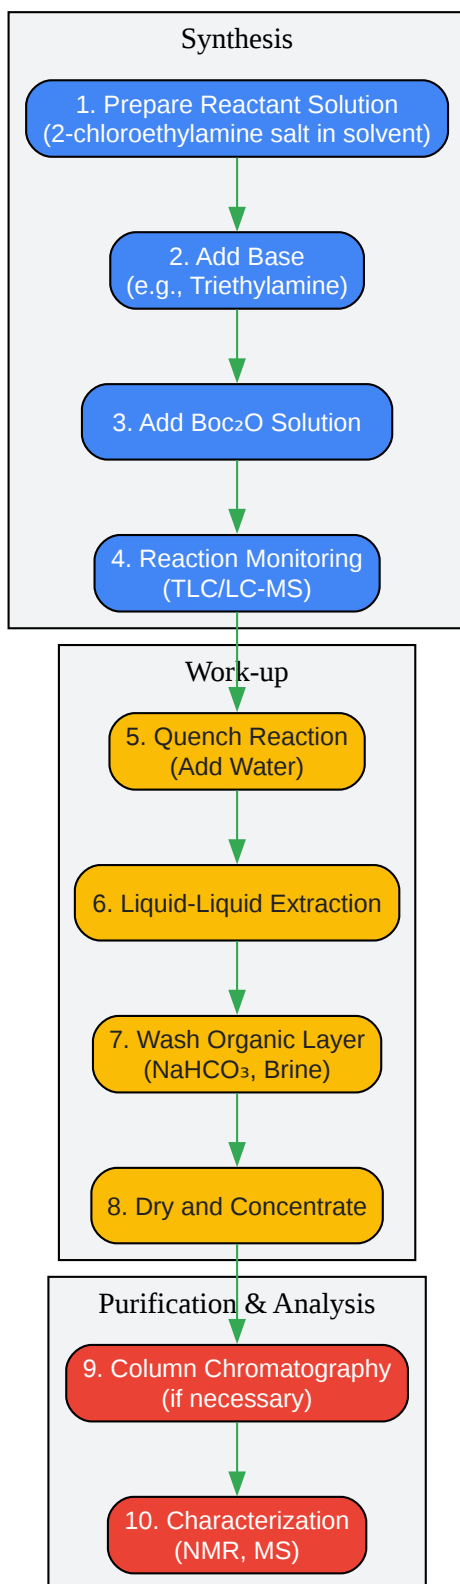 Synthesis
1. Prepare Reactant Solution
(2-chloroethylamine salt in solvent)
2. Add Base
(e.g., Triethylamine)
3. Add Boc₂O Solution
4. Reaction Monitoring
(TLC/LC-MS)
Work-up
5. Quench Reaction
(Add Water)
6. Liquid-Liquid Extraction
7. Wash Organic Layer
(NaHCO₃, Brine)
8. Dry and Concentrate
Purification & Analysis
9. Column Chromatography
(if necessary)
10. Characterization
(NMR, MS)